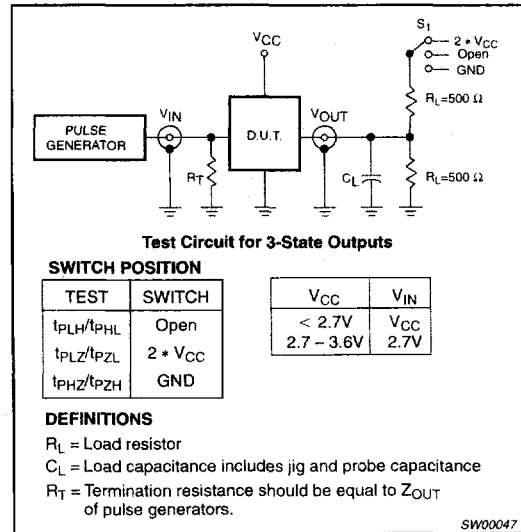 S1
VCC
2 * VCC
Open
GND
PULSE GENERATOR
VIN
D.U.T.
VOUT
RL=500 Ω
RT
CL
RL=500 Ω
Test Circuit for 3-State Outputs
SWITCH POSITION
TEST SWITCH
tPLH/tPHL Open
tPLZ/tPZL 2 * VCC
tPHZ/tPZH GND
VCC VIN
< 2.7V VCC
2.7 – 3.6V 2.7V
DEFINITIONS
RL = Load resistor
CL = Load capacitance includes jig and probe capacitance
RT = Termination resistance should be equal to ZOUT
of pulse generators.
SW00047